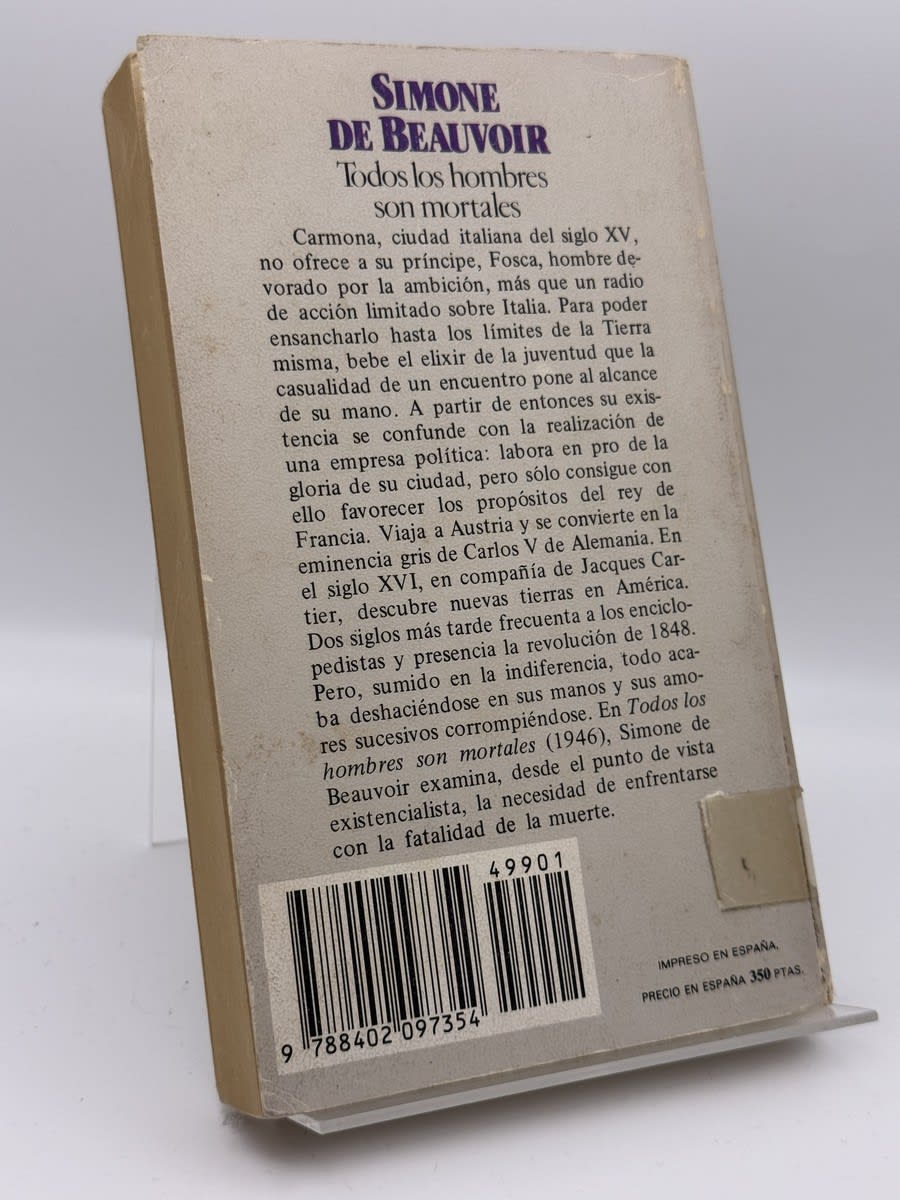 SIMONE
DE BEAUVOIR
Todos los hombres
son mortales
Carmona, ciudad italiana del siglo XV,
no ofrece a su príncipe, Fosca, hombre de-
vorado por la ambición, más que un radio
de acción limitado sobre Italia. Para poder
ensancharlo hasta los límites de la Tierra
misma, bebe el elixir de la juventud que la
casualidad de un encuentro pone al alcance
de su mano. A partir de entonces su exis-
tencia se confunde con la realización de
una empresa política: labora en pro de la
gloria de su ciudad, pero sólo consigue con
ello favorecer los propósitos del rey de
Francia. Viaja a Austria y se convierte en la
eminencia gris de Carlos V de Alemania. En
el siglo XVI, en compañía de Jacques Car-
tier, descubre nuevas tierras en América.
Dos siglos más tarde frecuenta a los enciclo-
pedistas y presencia la revolución de 1848.
Pero, sumido en la indiferencia, todo aca-
ba deshaciéndose en sus manos y sus amo-
res sucesivos corrompiéndose. En Todos los
hombres son mortales (1946), Simone de
Beauvoir examina, desde el punto de vista
existencialista, la necesidad de enfrentarse
con la fatalidad de la muerte.
49901
9 788402 097354
IMPRESO EN ESPAÑA.
PRECIO EN ESPAÑA 350 PTAS.